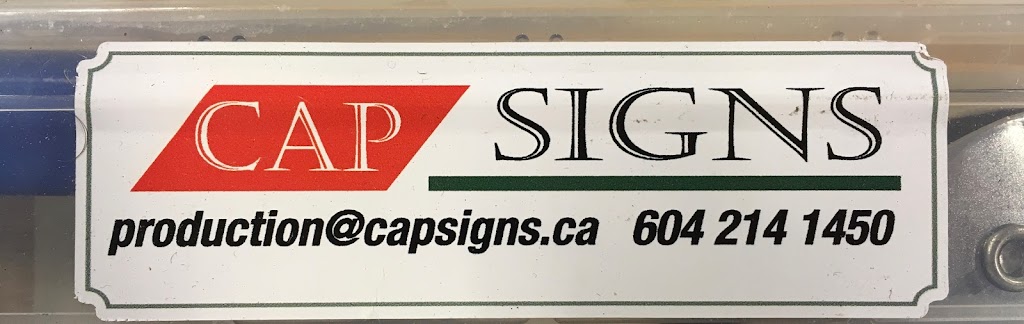 CAP SIGNS
production@capsigns.ca 604 214 1450